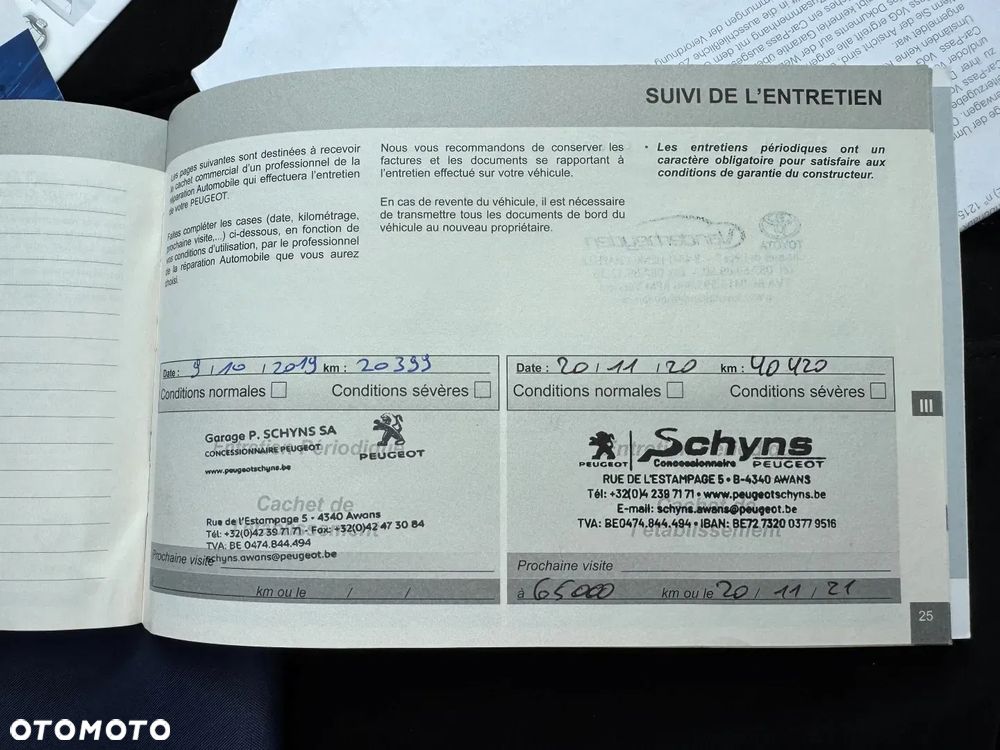 SUIVI DE L'ENTRETIEN
Les pages suivantes sont destinées à recevoir
le cachet commercial d'un professionnel de la
réparation Automobile qui effectuera l'entretien
de votre PEUGEOT.
Faites compléter les cases (date, kilométrage,
prochaine visite,...) ci-dessous, en fonction de
vos conditions d'utilisation, par le professionnel
de la réparation Automobile que vous aurez
choisi.
Nous vous recommandons de conserver les
factures et les documents se rapportant à
l'entretien effectué sur votre véhicule.
En cas de revente du véhicule, il est nécessaire
de transmettre tous les documents de bord du
véhicule au nouveau propriétaire.
• Les entretiens périodiques ont un
caractère obligatoire pour satisfaire aux
conditions de garantie du constructeur.
Date : 9 / 10 / 2019 km : 20399
Conditions normales Conditions sévères
Entretien Périodique
Garage P. SCHYNS SA
CONCESSIONNAIRE PEUGEOT
www.peugeotschyns.be
PEUGEOT
Cachet de
l'établissement
Rue de l'Estampage 5 - 4340 Awans
Tél: +32(0)42 39 71 71 - Fax: +32(0)42 47 30 84
TVA: BE 0474.844.494
schyns.awans@peugeot.be
Prochaine visite
km ou le / /
Date : 20 / 11 / 20 km : 40420
Conditions normales Conditions sévères
PEUGEOT
Schyns
Concessionnaire PEUGEOT
RUE DE L'ESTAMPAGE 5 • B-4340 AWANS
Tél: +32(0)4 239 71 71 • www.peugeotschyns.be
E-mail: schyns.awans@peugeot.be
TVA: BE0474.844.494 • IBAN: BE72 7320 0377 9516
l'établissement
Prochaine visite
à 65000 km ou le 20 / 11 / 21
III
25
OTOMOTO